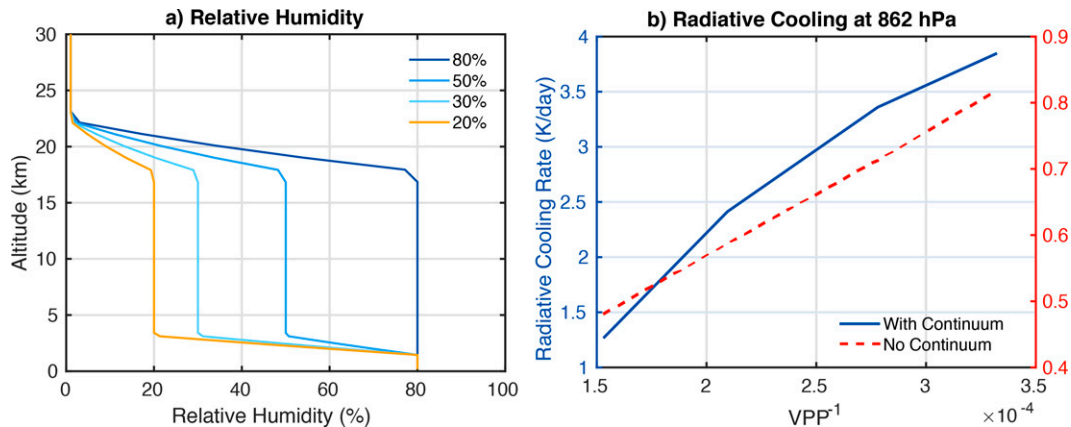 a) Relative Humidity
30
25
20
15
10
5
0
Altitude (km)
80%
50%
30%
20%
0 20 40 60 80 100
Relative Humidity (%)
b) Radiative Cooling at 862 hPa
4
3.5
3
2.5
2
1.5
1
Radiative Cooling Rate (K/day)
0.9
0.8
0.7
0.6
0.5
0.4
With Continuum
No Continuum
1.5 2 2.5 3 3.5
VPP⁻¹
×10⁻⁴